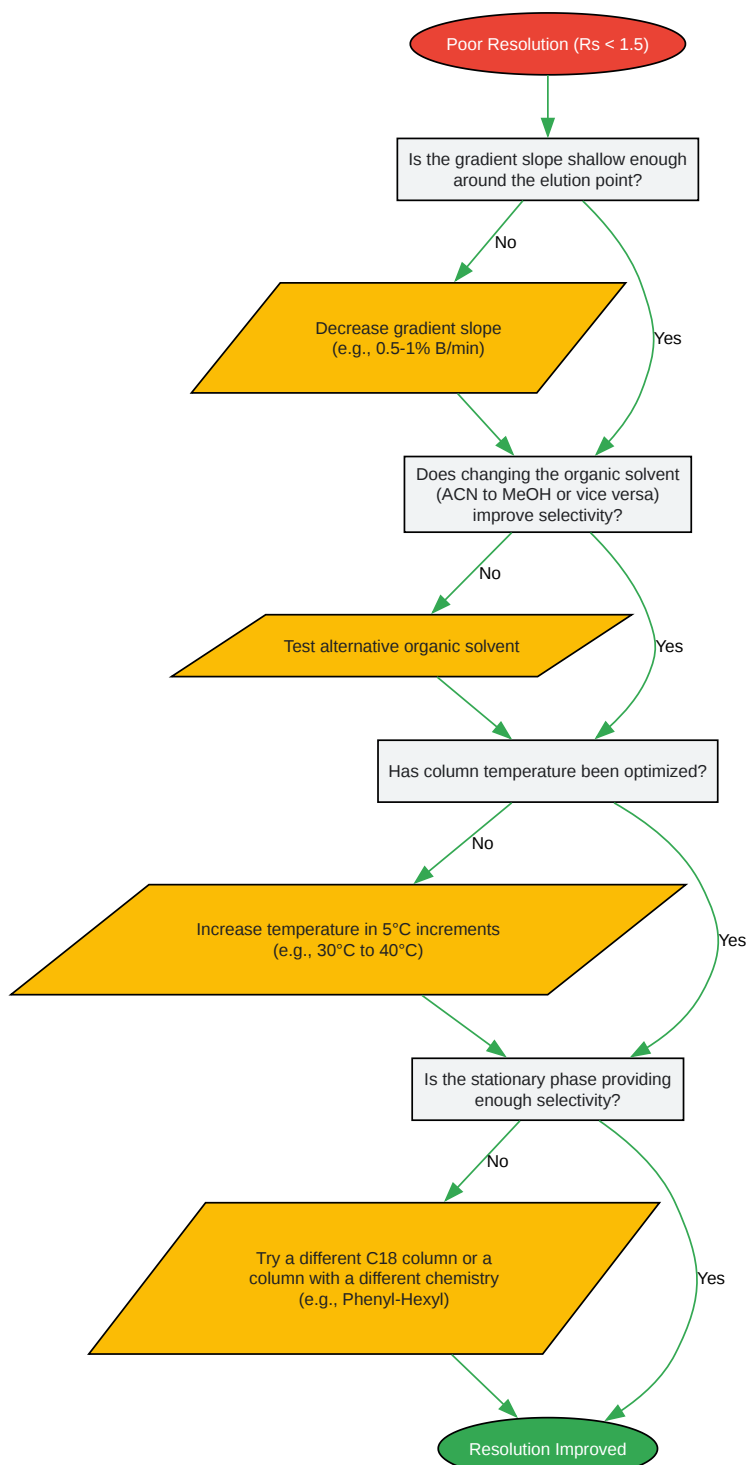 Poor Resolution (Rs < 1.5)
Is the gradient slope shallow enough
around the elution point?
No
Decrease gradient slope
(e.g., 0.5-1% B/min)
Yes
Does changing the organic solvent
(ACN to MeOH or vice versa)
improve selectivity?
No
Test alternative organic solvent
Yes
Has column temperature been optimized?
No
Increase temperature in 5°C increments
(e.g., 30°C to 40°C)
Yes
Is the stationary phase providing
enough selectivity?
No
Try a different C18 column or a
column with a different chemistry
(e.g., Phenyl-Hexyl)
Yes
Resolution Improved